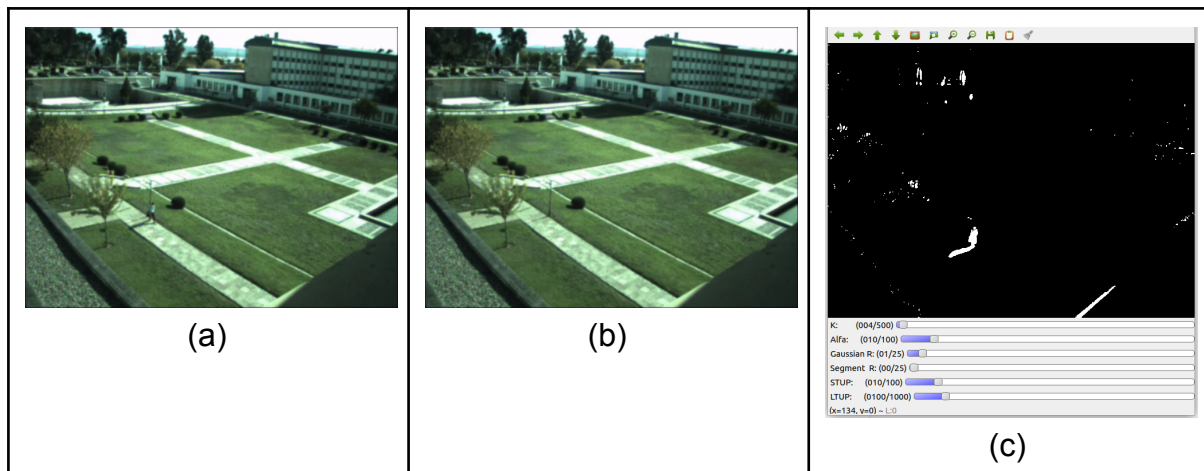 K: (004/500)
Alfa: (010/100)
Gaussian R: (01/25)
Segment R: (00/25)
STUP: (010/100)
LTUP: (0100/1000)
(x=134, y=0) ~ L:0
(a)
(b)
(c)